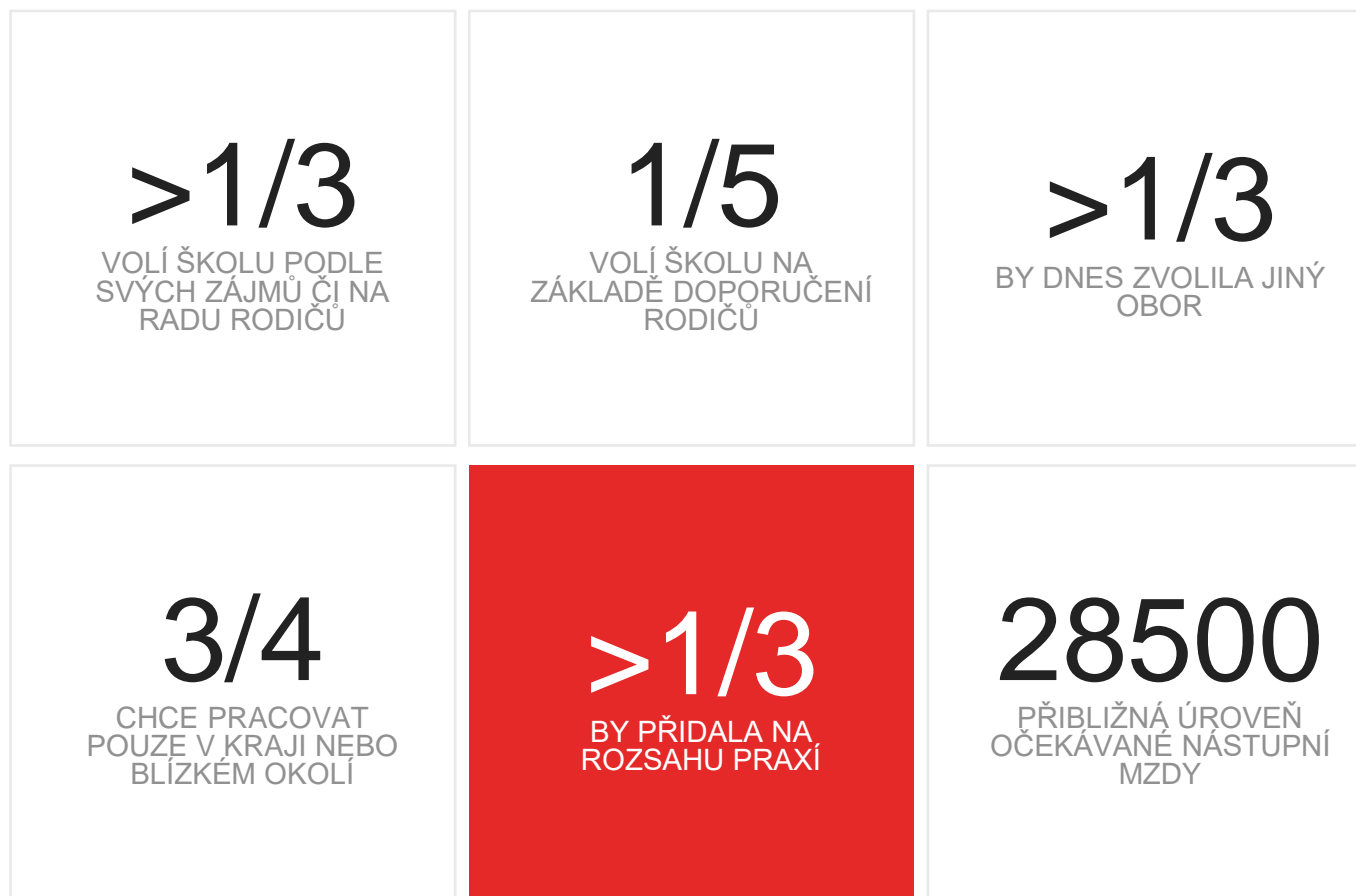 >1/3
VOLÍ ŠKOLU PODLE
SVÝCH ZÁJMŮ ČI NA
RADU RODIČŮ
1/5
VOLÍ ŠKOLU NA
ZÁKLADĚ DOPORUČENÍ
RODIČŮ
>1/3
BY DNES ZVOLILA JINÝ
OBOR
3/4
CHCE PRACOVAT
POUZE V KRAJI NEBO
BLÍZKÉM OKOLÍ
>1/3
BY PŘIDALA NA
ROZSAHU PRAXÍ
28500
PŘIBLIŽNÁ ÚROVEŇ
OČEKÁVANÉ NÁSTUPNÍ
MZDY